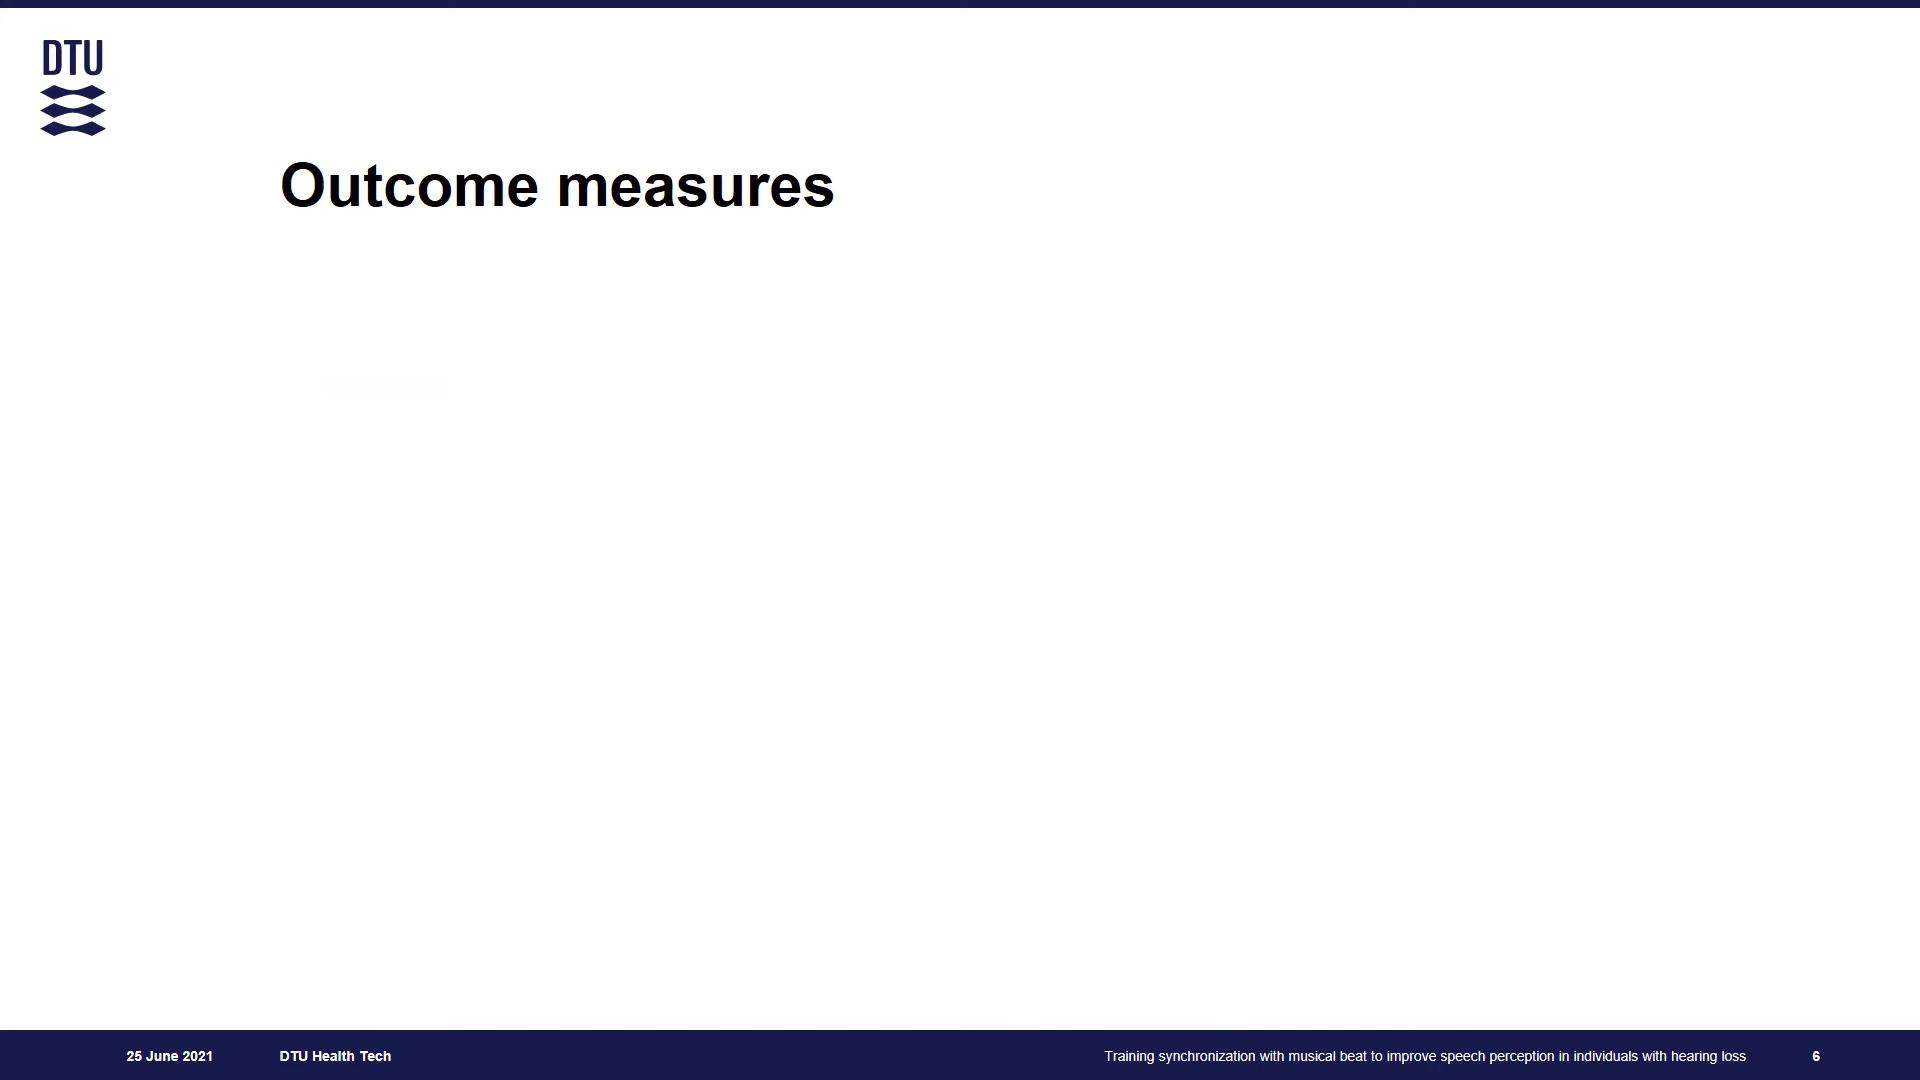 DTU
Outcome measures
25 June 2021
DTU Health Tech
Training synchronization with musical beat to improve speech perception in individuals with hearing loss
6